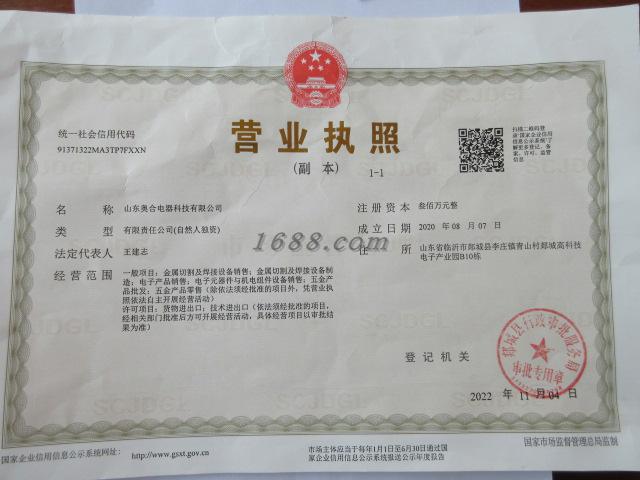 统一社会信用代码
91371322MA3TP7FXXN
营业执照
(副 本) 1-1
扫描二维码登
录'国家企业信用
信息公示系统'了
解更多登记、备
案、许可、监管
信息
名 称 山东奥合电器科技有限公司
类 型 有限责任公司(自然人独资)
法定代表人 王建志
经营范围 一般项目：金属切割及焊接设备销售；金属切割及焊接设备制
造；电子产品销售；电子元器件与机电组件设备销售；五金产
品批发；五金产品零售（除依法须经批准的项目外，凭营业执
照依法自主开展经营活动）
许可项目：货物进出口；技术进出口（依法须经批准的项目，
经相关部门批准后方可开展经营活动，具体经营项目以审批结
果为准）
注册资本 叁佰万元整
成立日期 2020 年 08 月 07 日
住 所 山东省临沂市郯城县李庄镇青山村郯城高科技
电子产业园B10栋
1688.com
登记机关
郯城县行政审批服务局
审批专用章
2022 年 11 月 04 日
国家企业信用信息公示系统网址: http://www.gsxt.gov.cn
市场主体应当于每年1月1日至6月30日通过国
家企业信用信息公示系统报送公示年度报告
国家市场监督管理总局监制